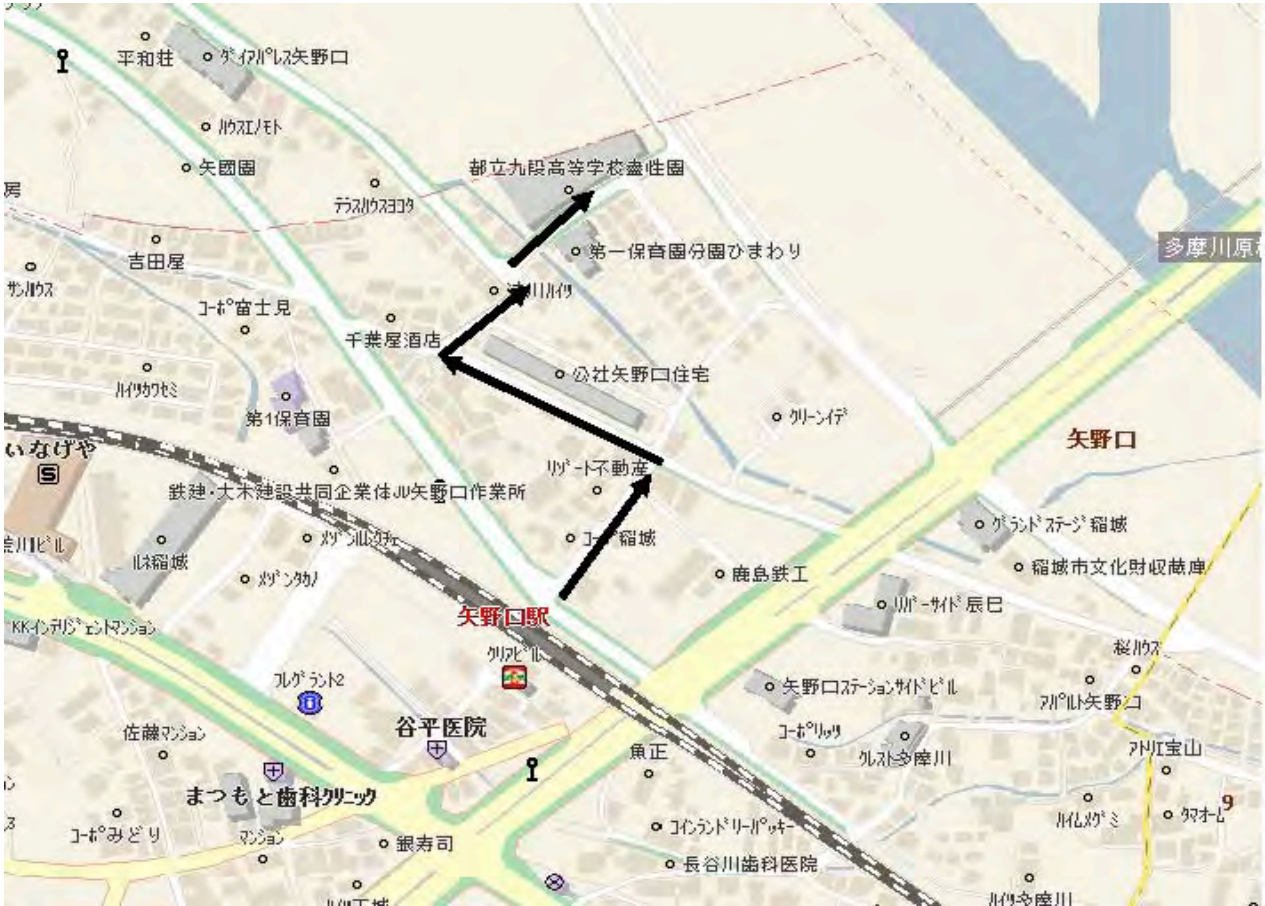 平和荘
ダイアパレス矢野口
ハウスエノモト
矢國園
都立九段高等学校盡性園
テラスハウスヨコタ
房
吉田屋
第一保育園分園ひまわり
多摩川原
サンハウス
コーポ富士見
千葉屋酒店
公社矢野口住宅
ハイツカワセミ
第1保育園
クリーンイデ
矢野口
いなげや
S
リゾート不動産
鉄建・大木建設共同企業体JV矢野口作業所
グランドステージ稲城
ルネ稲城
コーポ稲城
鹿島鉄工
稲城市文化財収蔵庫
メゾンタカノ
リバーサイド辰巳
矢野口駅
KKインテリジェントマンション
桜ハウス
クリアビル
フレグランド2
矢野口ステーションサイドビル
アパルト矢野口
谷平医院
佐藤マンション
コーポリッツ
クレスト多摩川
アトリエ宝山
魚正
まつもと歯科クリニック
ハイムメグミ
9
タマホーム
コーポみどり
マンション
銀寿司
コインランドリーパッキー
長谷川歯科医院
ハイツ多摩川